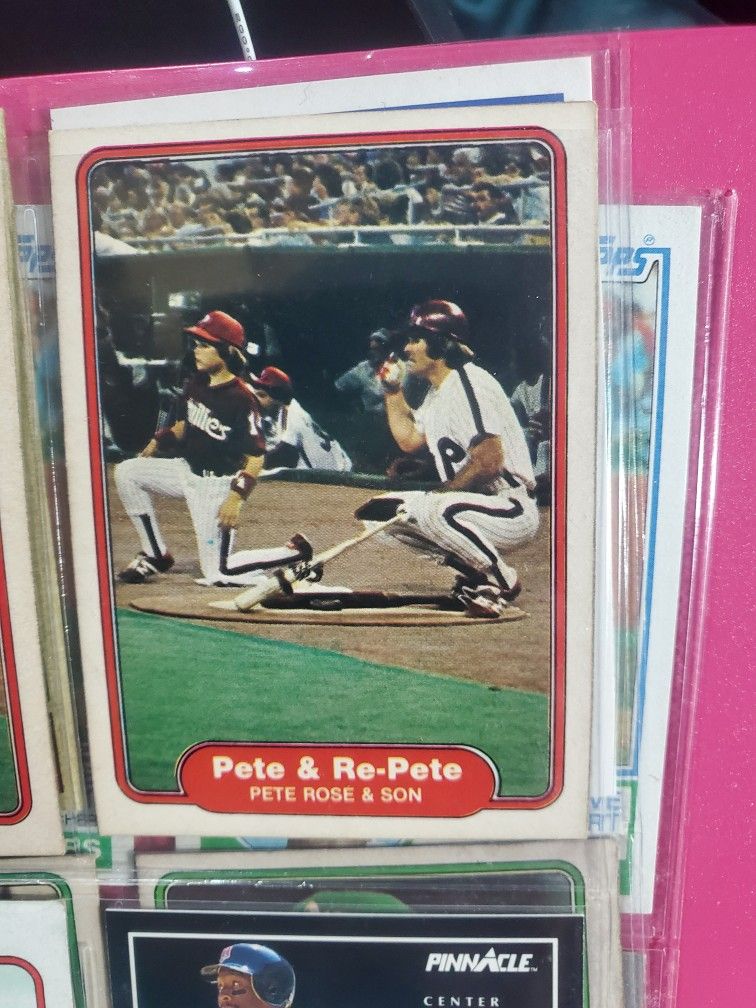 Phillies
P
Pete & Re-Pete
PETE ROSE & SON
PINNACLE
CENTER